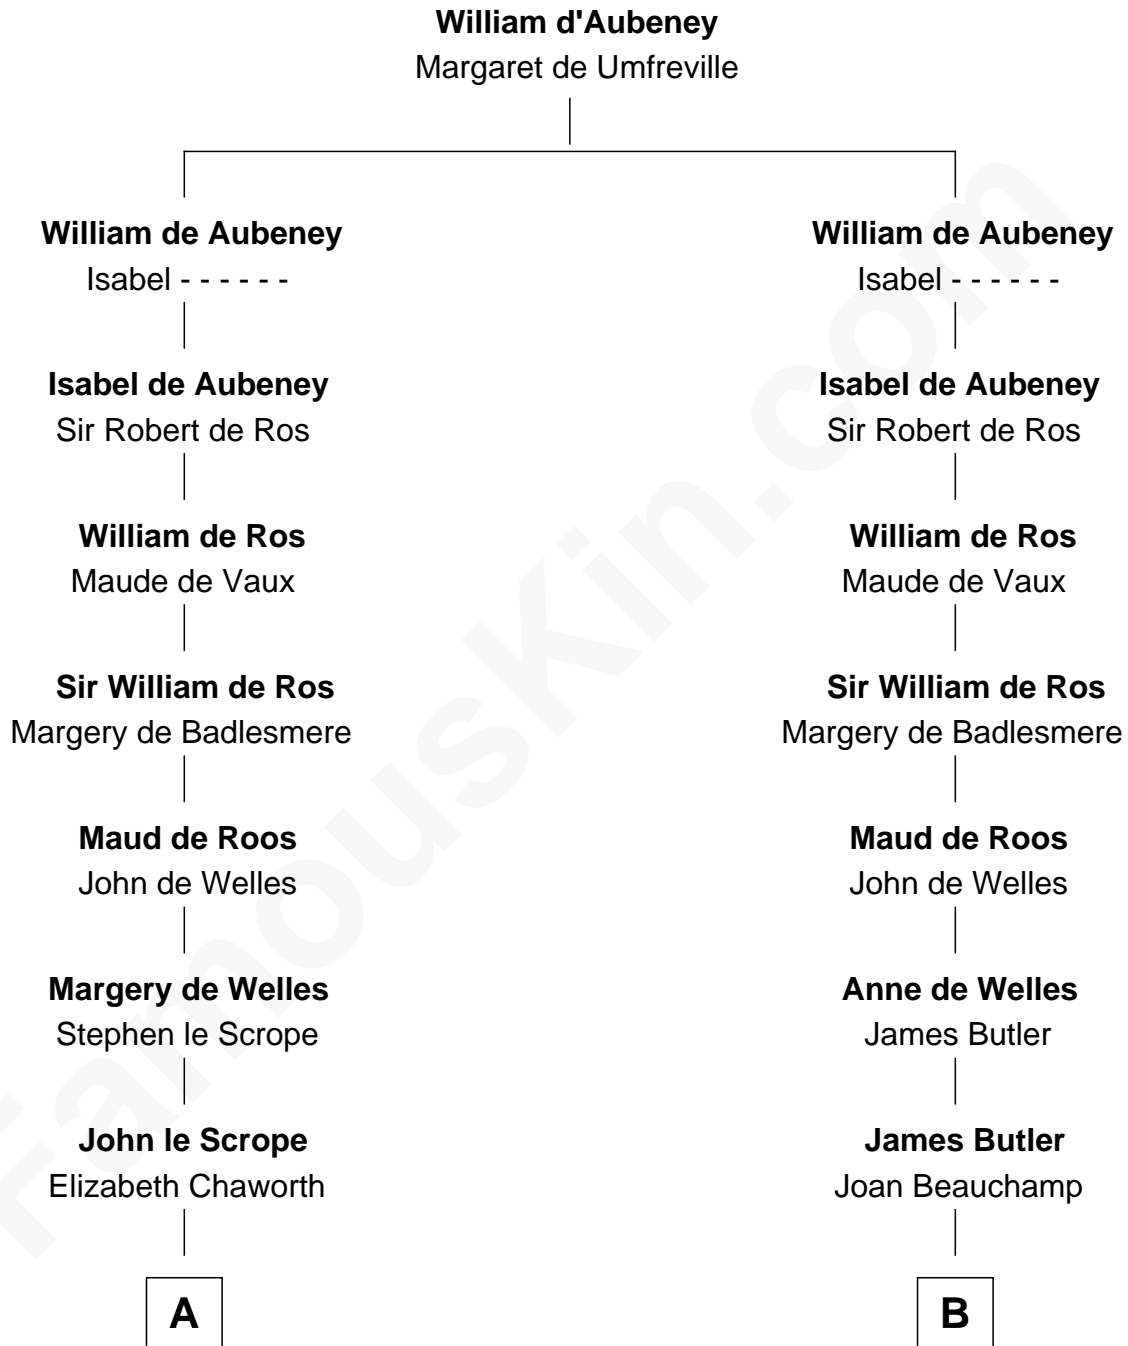 William d'Aubeney
Margaret de Umfreville
William de Aubeney
Isabel - - - - - -
Isabel de Aubeney
Sir Robert de Ros
William de Ros
Maude de Vaux
Sir William de Ros
Margery de Badlesmere
Maud de Roos
John de Welles
Margery de Welles
Stephen le Scrope
John le Scrope
Elizabeth Chaworth
A
William de Aubeney
Isabel - - - - - -
Isabel de Aubeney
Sir Robert de Ros
William de Ros
Maude de Vaux
Sir William de Ros
Margery de Badlesmere
Maud de Roos
John de Welles
Anne de Welles
James Butler
James Butler
Joan Beauchamp
B
FamousKin.com